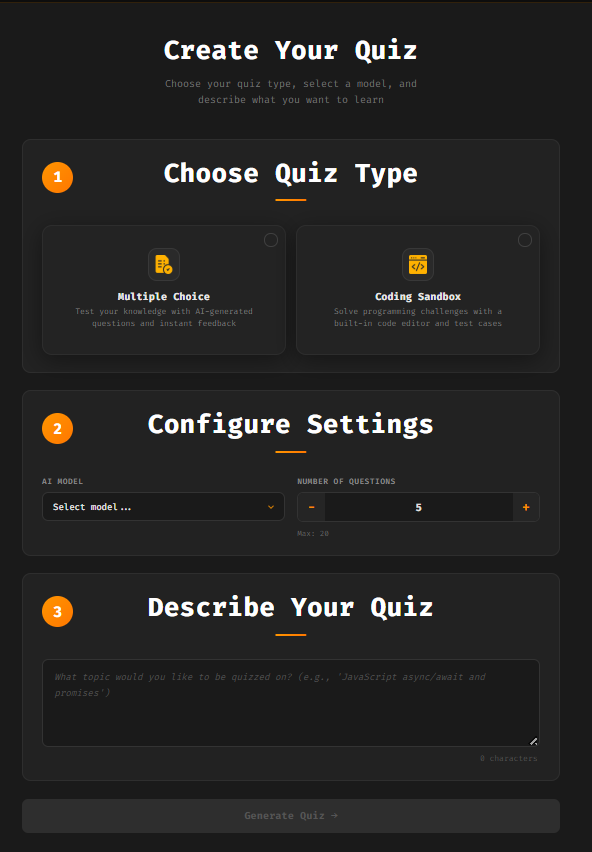 Create Your Quiz
Choose your quiz type, select a model, and
describe what you want to learn
1
Choose Quiz Type
Multiple Choice
Test your knowledge with AI-generated
questions and instant feedback
Coding Sandbox
Solve programming challenges with a
built-in code editor and test cases
2
Configure Settings
AI MODEL
Select model...
NUMBER OF QUESTIONS
-
5
+
Max: 20
3
Describe Your Quiz
What topic would you like to be quizzed on? (e.g., 'JavaScript async/await and
promises')
0 characters
Generate Quiz →